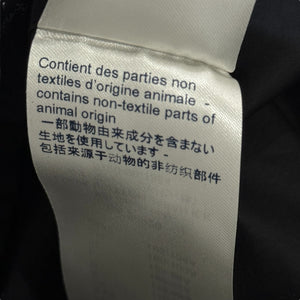 Contient des parties non
textiles d'origine animale -
contains non-textile parts of
animal origin
一部動物由来成分を含まない
生地を使用しています -
包括来源于动物的非纺织部件